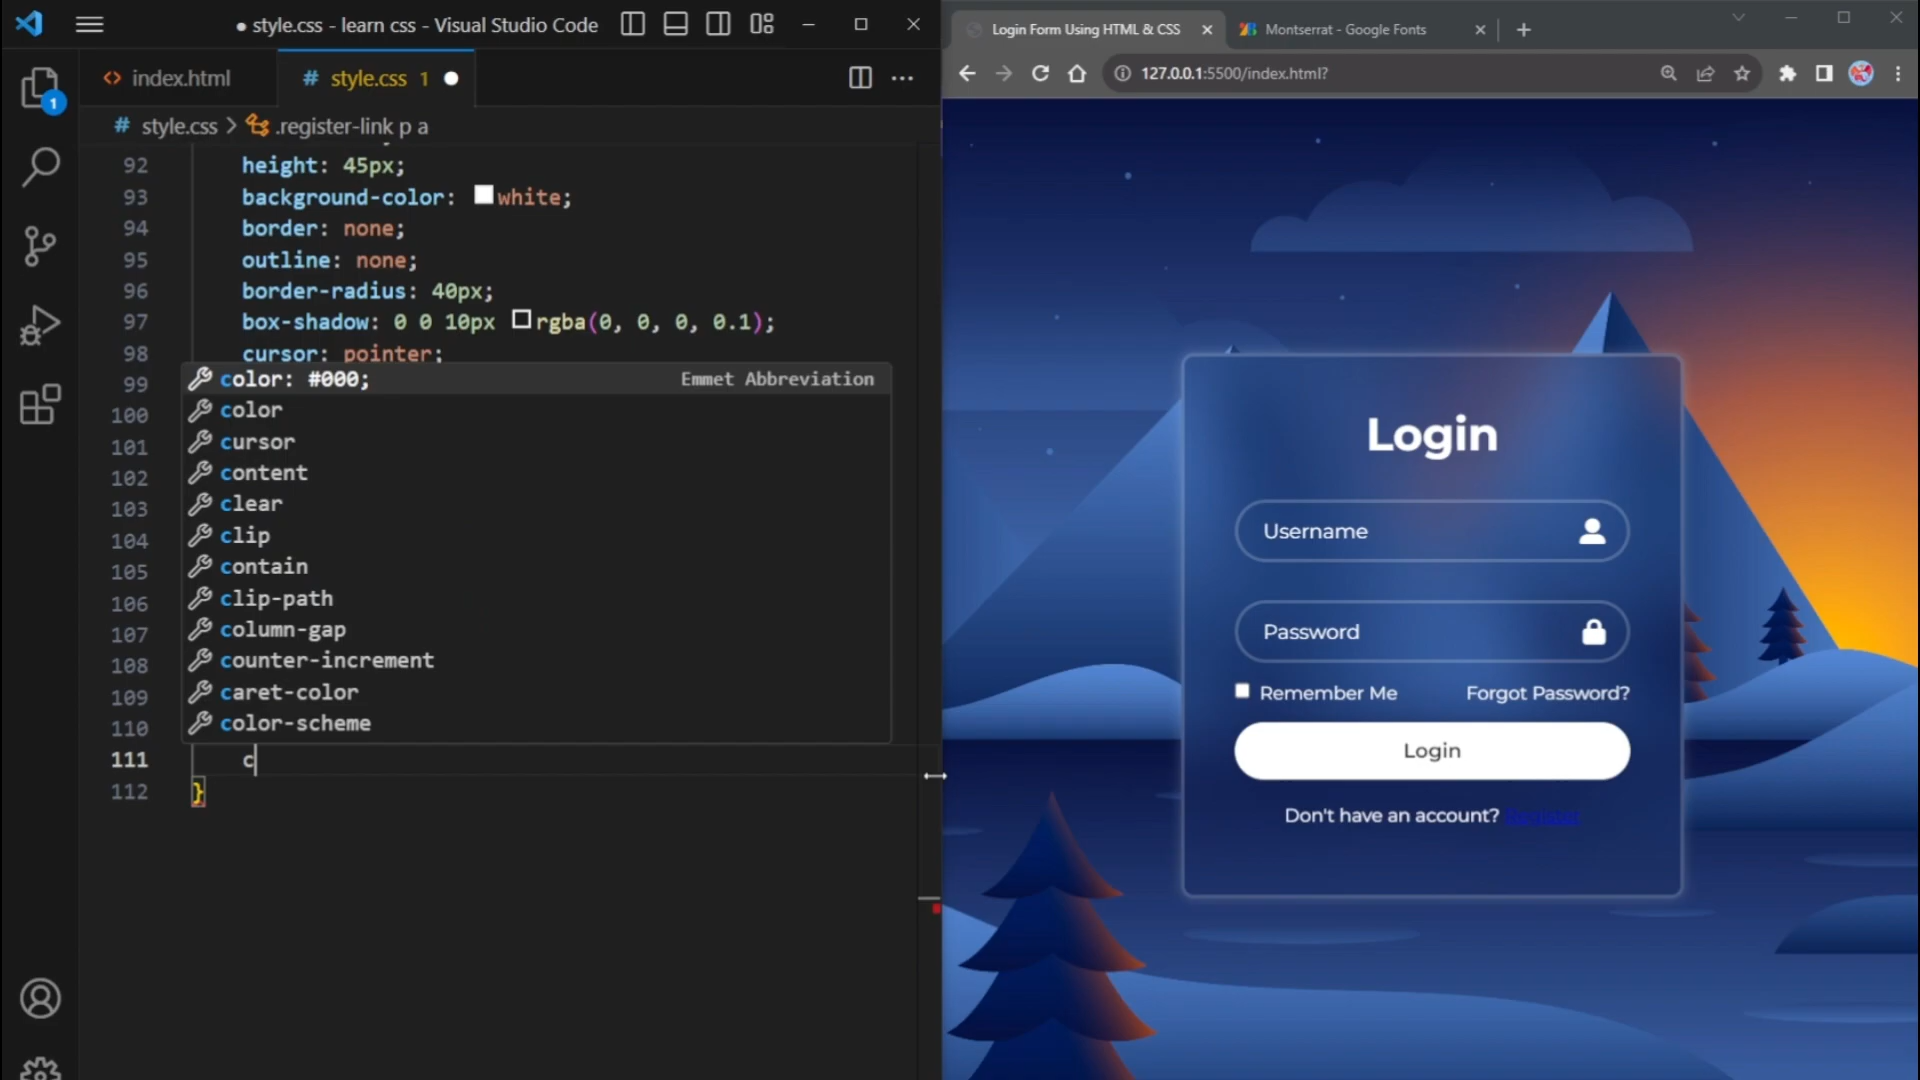 style.css - learn css - Visual Studio Code
index.html
# style.css 1
1
# style.css > .register-link p a
92 height: 45px;
93 background-color: white;
94 border: none;
95 outline: none;
96 border-radius: 40px;
97 box-shadow: 0 0 10px rgba(0, 0, 0, 0.1);
98 cursor: pointer;
99
100
101
102
103
104
105
106
107
108
109
110
color: #000; Emmet Abbreviation
color
cursor
content
clear
clip
contain
clip-path
column-gap
counter-increment
caret-color
color-scheme
111 c
112 }
Login Form Using HTML & CSS
Montserrat - Google Fonts
127.0.0.1:5500/index.html?
Login
Username
Password
Remember Me Forgot Password?
Login
Don't have an account? Register